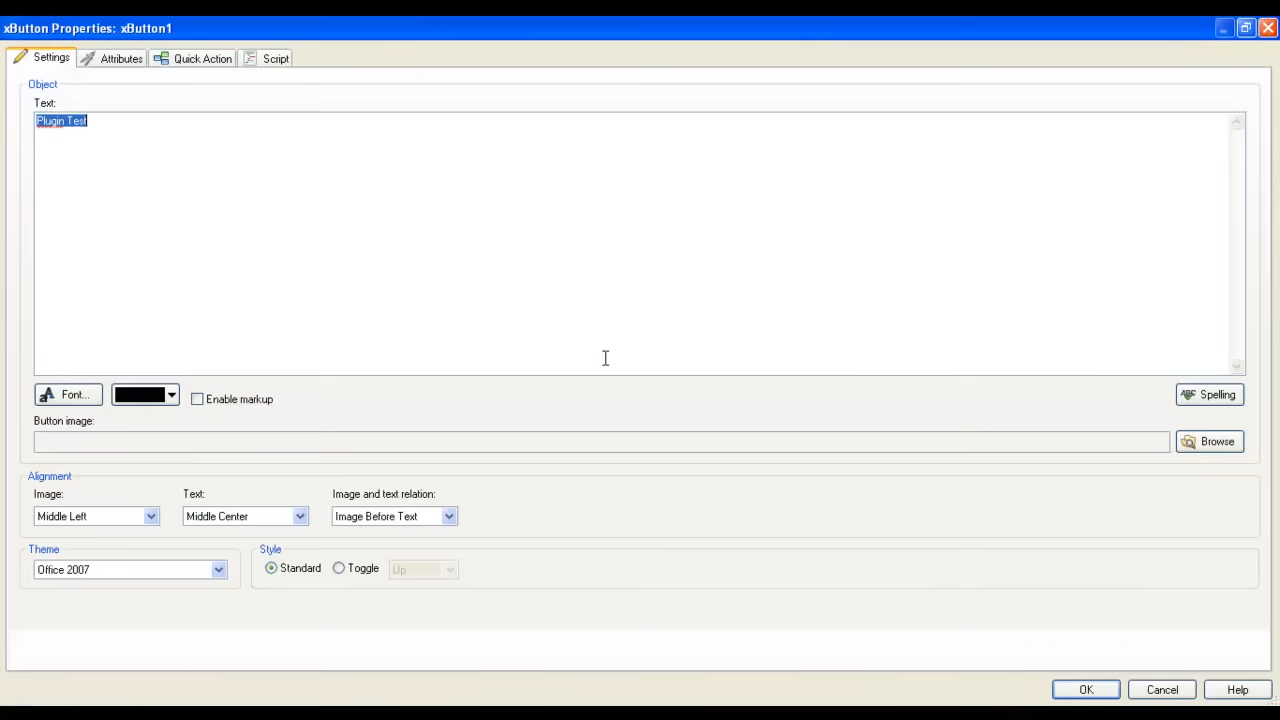 xButton Properties: xButton1
Settings Attributes Quick Action Script
Object
Text:
Plugin Test
Font... Enable markup ABC Spelling
Button image:
Browse
Alignment
Image: Text: Image and text relation:
Middle Left Middle Center Image Before Text
Theme Style
Office 2007 Standard Toggle Up
OK Cancel Help